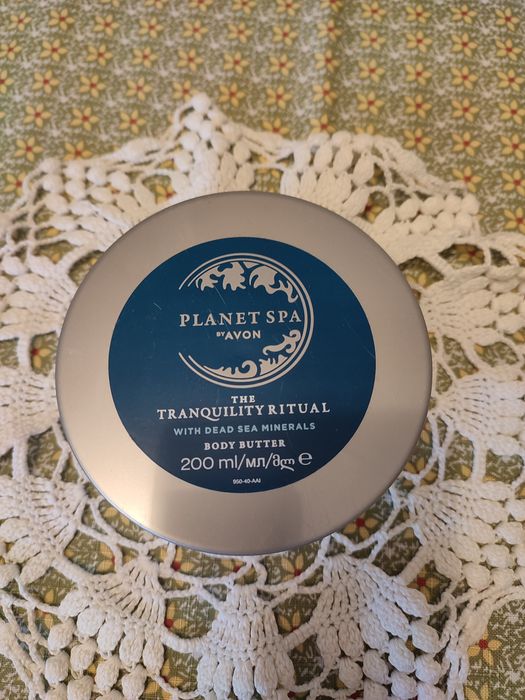 PLANET SPA
BY AVON
THE
TRANQUILITY RITUAL
WITH DEAD SEA MINERALS
BODY BUTTER
200 ml/мл/მლ ℮
950-40-AAI